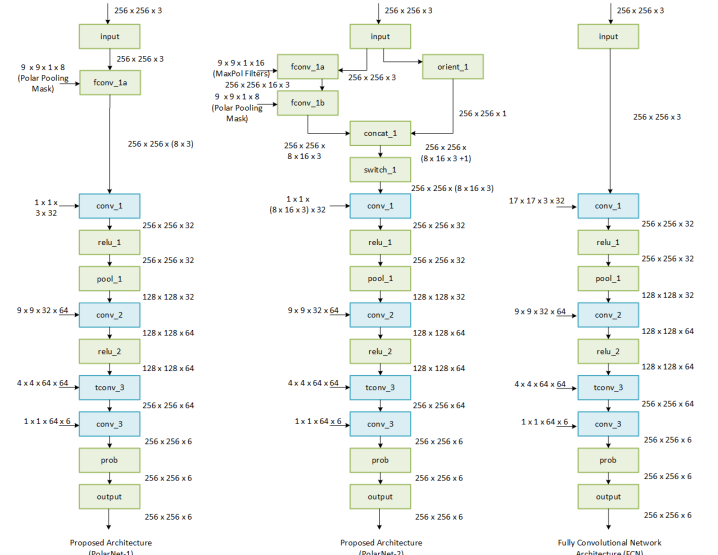 256 x 256 x 3
input
256 x 256 x 3
9 x 9 x 1 x 8
(Polar Pooling
Mask)
fconv_1a
256 x 256 x (8 x 3)
1 x 1 x
3 x 32
conv_1
256 x 256 x 32
relu_1
256 x 256 x 32
pool_1
128 x 128 x 32
9 x 9 x 32 x 64
conv_2
128 x 128 x 64
relu_2
128 x 128 x 64
4 x 4 x 64 x 64
tconv_3
256 x 256 x 64
1 x 1 x 64 x 6
conv_3
256 x 256 x 6
prob
256 x 256 x 6
output
256 x 256 x 6
Proposed Architecture
(PolarNet-1)
256 x 256 x 3
input
9 x 9 x 1 x 16
(MaxPol Filters)
fconv_1a
256 x 256 x 3
orient_1
256 x 256 x 16 x 3
9 x 9 x 1 x 8
(Polar Pooling
Mask)
fconv_1b
256 x 256 x 1
concat_1
256 x 256 x
8 x 16 x 3
256 x 256 x
(8 x 16 x 3 +1)
switch_1
256 x 256 x (8 x 16 x 3)
1 x 1 x
(8 x 16 x 3) x 32
conv_1
256 x 256 x 32
relu_1
256 x 256 x 32
pool_1
128 x 128 x 32
9 x 9 x 32 x 64
conv_2
128 x 128 x 64
relu_2
128 x 128 x 64
4 x 4 x 64 x 64
tconv_3
256 x 256 x 64
1 x 1 x 64 x 6
conv_3
256 x 256 x 6
prob
256 x 256 x 6
output
256 x 256 x 6
Proposed Architecture
(PolarNet-2)
256 x 256 x 3
input
256 x 256 x 3
17 x 17 x 3 x 32
conv_1
256 x 256 x 32
relu_1
256 x 256 x 32
pool_1
128 x 128 x 32
9 x 9 x 32 x 64
conv_2
128 x 128 x 64
relu_2
128 x 128 x 64
4 x 4 x 64 x 64
tconv_3
256 x 256 x 64
1 x 1 x 64 x 6
conv_3
256 x 256 x 6
prob
256 x 256 x 6
output
256 x 256 x 6
Fully Convolutional Network
Architecture (FCN)